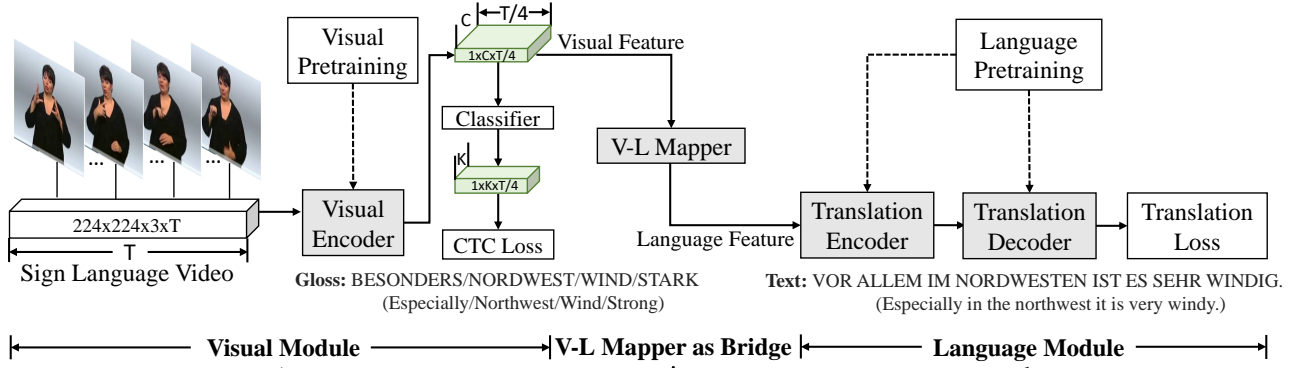 C
T/4
1xCxT/4
Visual Feature
Visual
Pretraining
Language
Pretraining
Classifier
V-L Mapper
K
1xKxT/4
...
...
...
224x224x3xT
T
Sign Language Video
Visual
Encoder
CTC Loss
Language Feature
Translation
Encoder
Translation
Decoder
Translation
Loss
Gloss: BESONDERS/NORDWEST/WIND/STARK
(Especially/Northwest/Wind/Strong)
Text: VOR ALLEM IM NORDWESTEN IST ES SEHR WINDIG.
(Especially in the northwest it is very windy.)
Visual Module
V-L Mapper as Bridge
Language Module